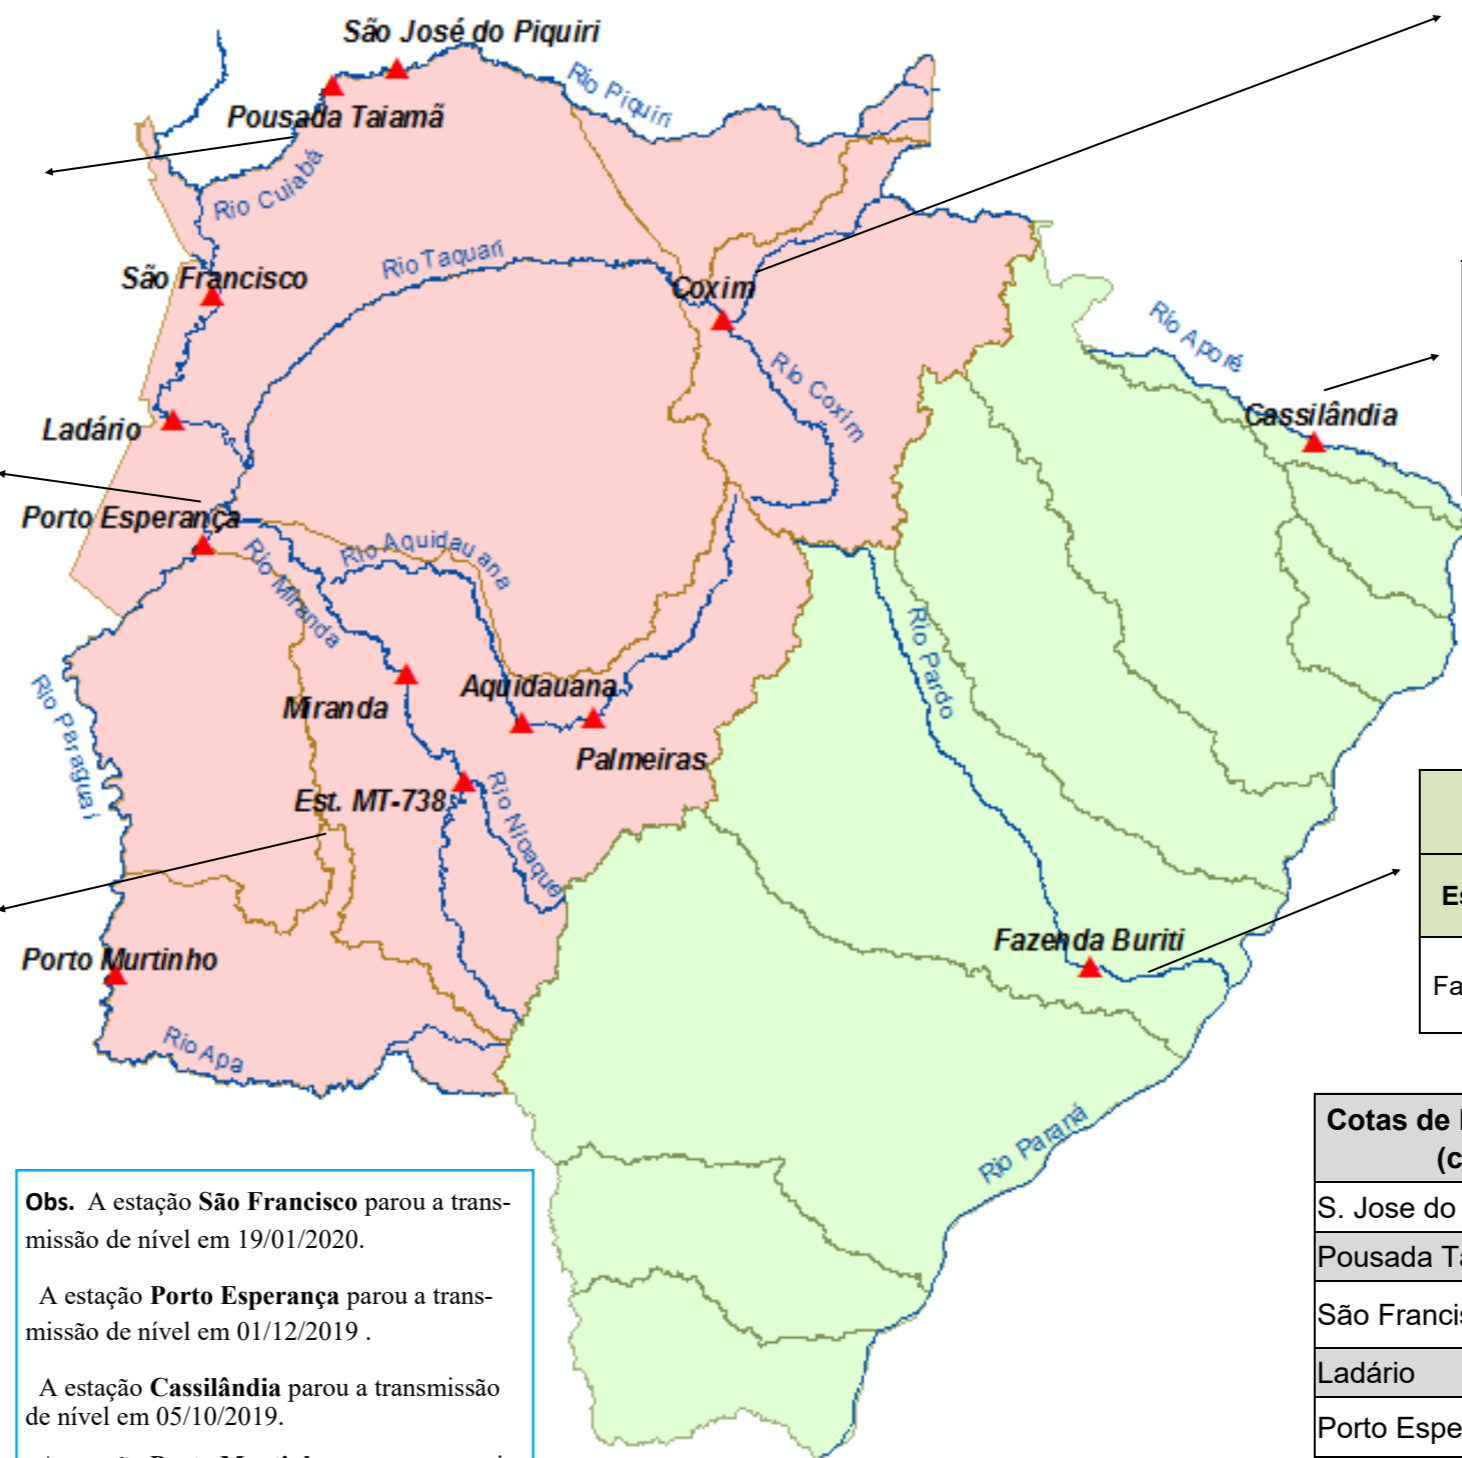 São José do Piquiri
Rio Piquiri
Pousada Taiamã
Rio Cuiabá
Rio Taquari
São Francisco
Coxim
Rio Aporé
Rio Coxim
Cassilândia
Ladário
Porto Esperança
Rio Aquidauana
Rio Miranda
Rio Pardo
Aquidauana
Miranda
Rio Paraguai
Palmeiras
Est. MT-738
Rio Nioaque
Fazenda Buriti
Porto Murtinho
Rio Apa
Rio Paraná
Obs. A estação São Francisco parou a trans-
missão de nível em 19/01/2020.
A estação Porto Esperança parou a trans-
missão de nível em 01/12/2019 .
A estação Cassilândia parou a transmissão
de nível em 05/10/2019.
Es
Fa
Cotas de
(c
S. Jose do
Pousada Ta
São Francis
Ladário
Porto Espe